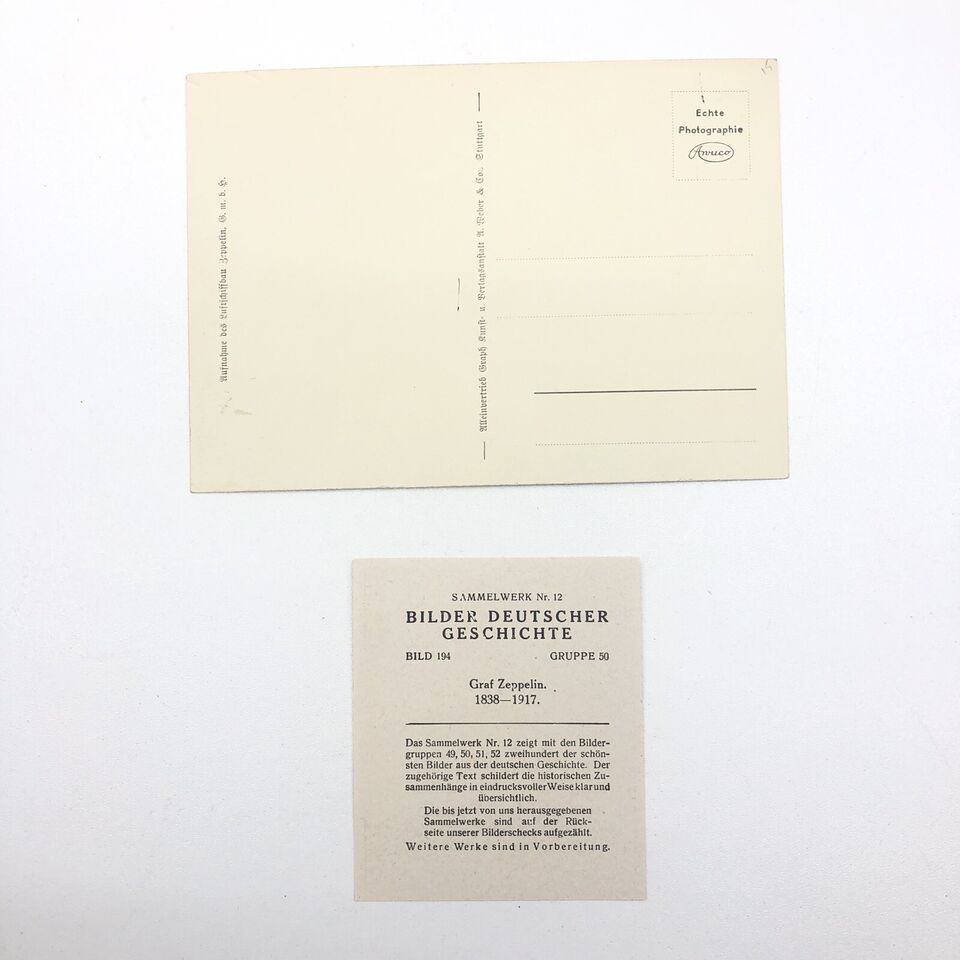 Aufnahme des Luftschiffbau Zeppelin, G. m. b. H.
Alleinvertrieb Graph Kunst- u. Verlagsanstalt A. Weber & Co., Stuttgart
Echte
Photographie
Anuco
SAMMELWERK Nr. 12
BILDER DEUTSCHER
GESCHICHTE
BILD 194 GRUPPE 50
Graf Zeppelin.
1838—1917.
Das Sammelwerk Nr. 12 zeigt mit den Bilder-
gruppen 49, 50, 51, 52 zweihundert der schön-
sten Bilder aus der deutschen Geschichte. Der
zugehörige Text schildert die historischen Zu-
sammenhänge in eindrucksvoller Weise klar und
übersichtlich.
Die bis jetzt von uns herausgegebenen
Sammelwerke sind auf der Rück-
seite unserer Bilderschecks aufgezählt.
Weitere Werke sind in Vorbereitung.